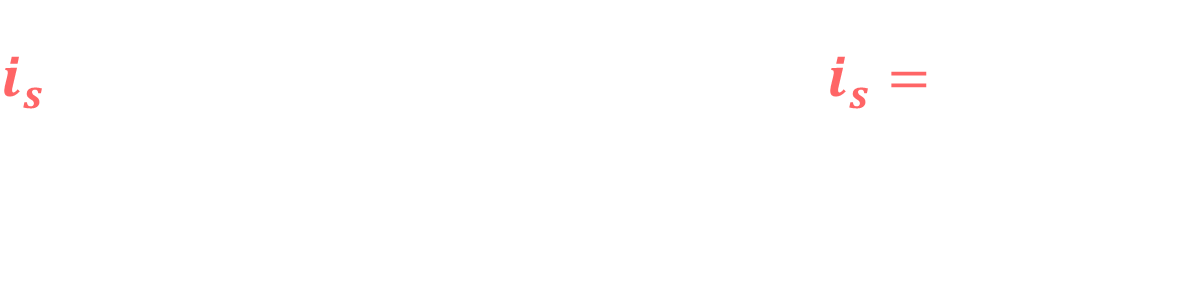 i_s i_s =